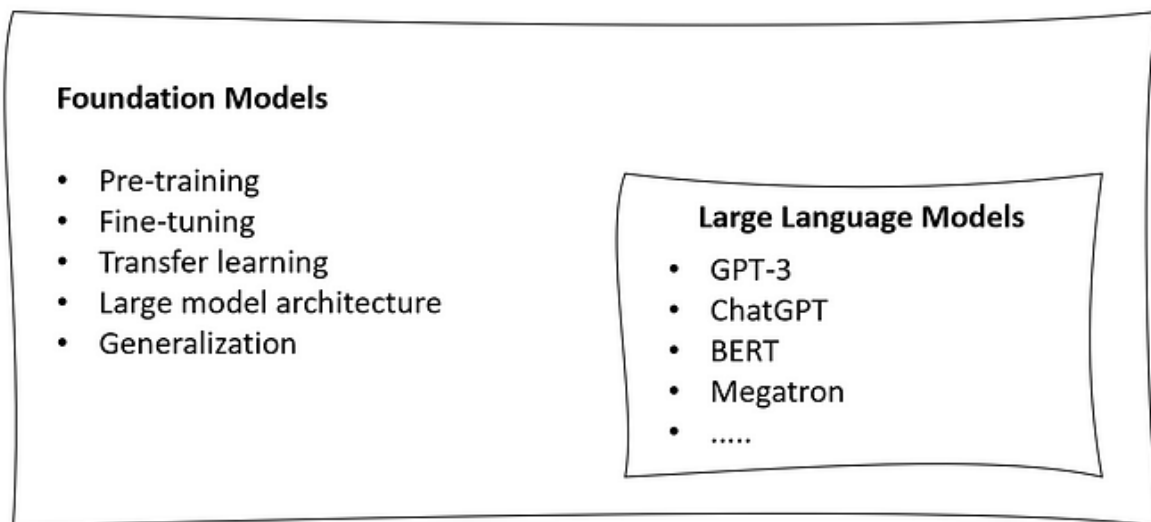 Foundation Models
• Pre-training
• Fine-tuning
• Transfer learning
• Large model architecture
• Generalization
Large Language Models
• GPT-3
• ChatGPT
• BERT
• Megatron
• .....